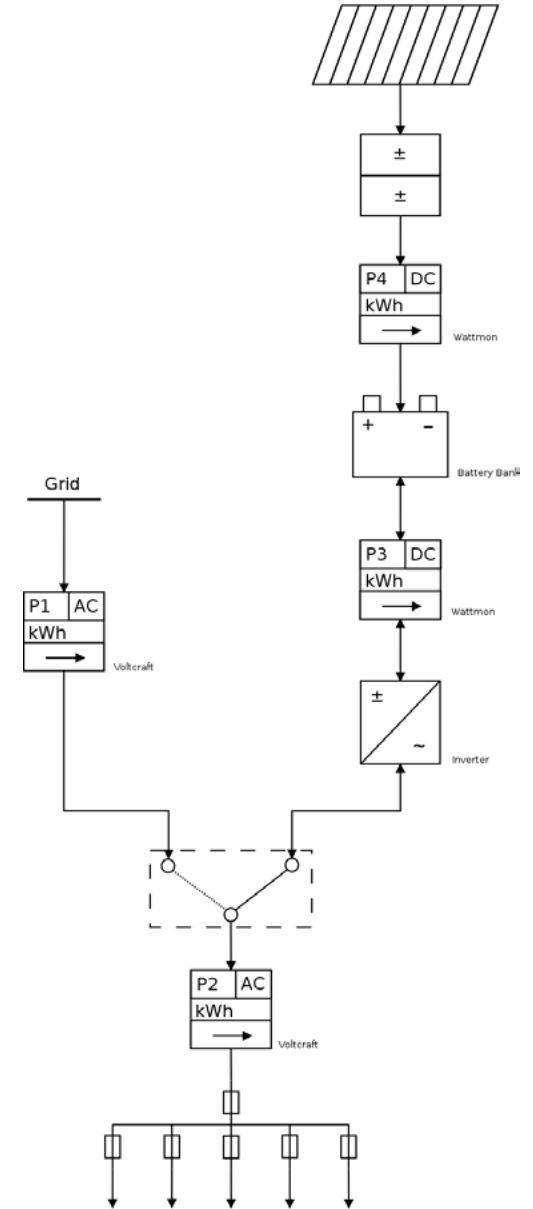 ±
±
P4 DC
kWh
Wattmon
+ −
Battery Bank
Grid
P3 DC
kWh
Wattmon
P1 AC
kWh
Voltcraft
±
~
Inverter
P2 AC
kWh
Voltcraft